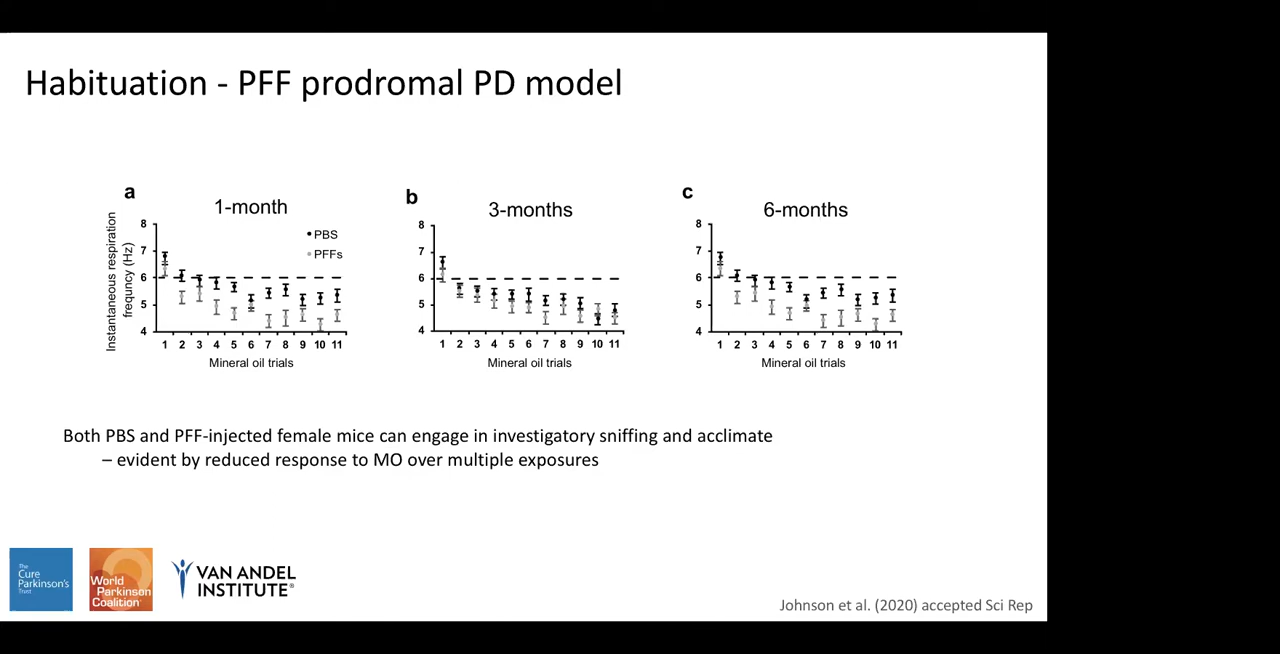 Habituation - PFF prodromal PD model
a
1-month
Instantaneous respiration
frequncy (Hz)
8
7
6
5
4
PBS
PFFs
1 2 3 4 5 6 7 8 9 10 11
Mineral oil trials
b
3-months
8
7
6
5
4
1 2 3 4 5 6 7 8 9 10 11
Mineral oil trials
c
6-months
8
7
6
5
4
1 2 3 4 5 6 7 8 9 10 11
Mineral oil trials
Both PBS and PFF-injected female mice can engage in investigatory sniffing and acclimate
– evident by reduced response to MO over multiple exposures
The
Cure
Parkinson's
Trust
World
Parkinson
Coalition
VAN ANDEL
INSTITUTE®
Johnson et al. (2020) accepted Sci Rep